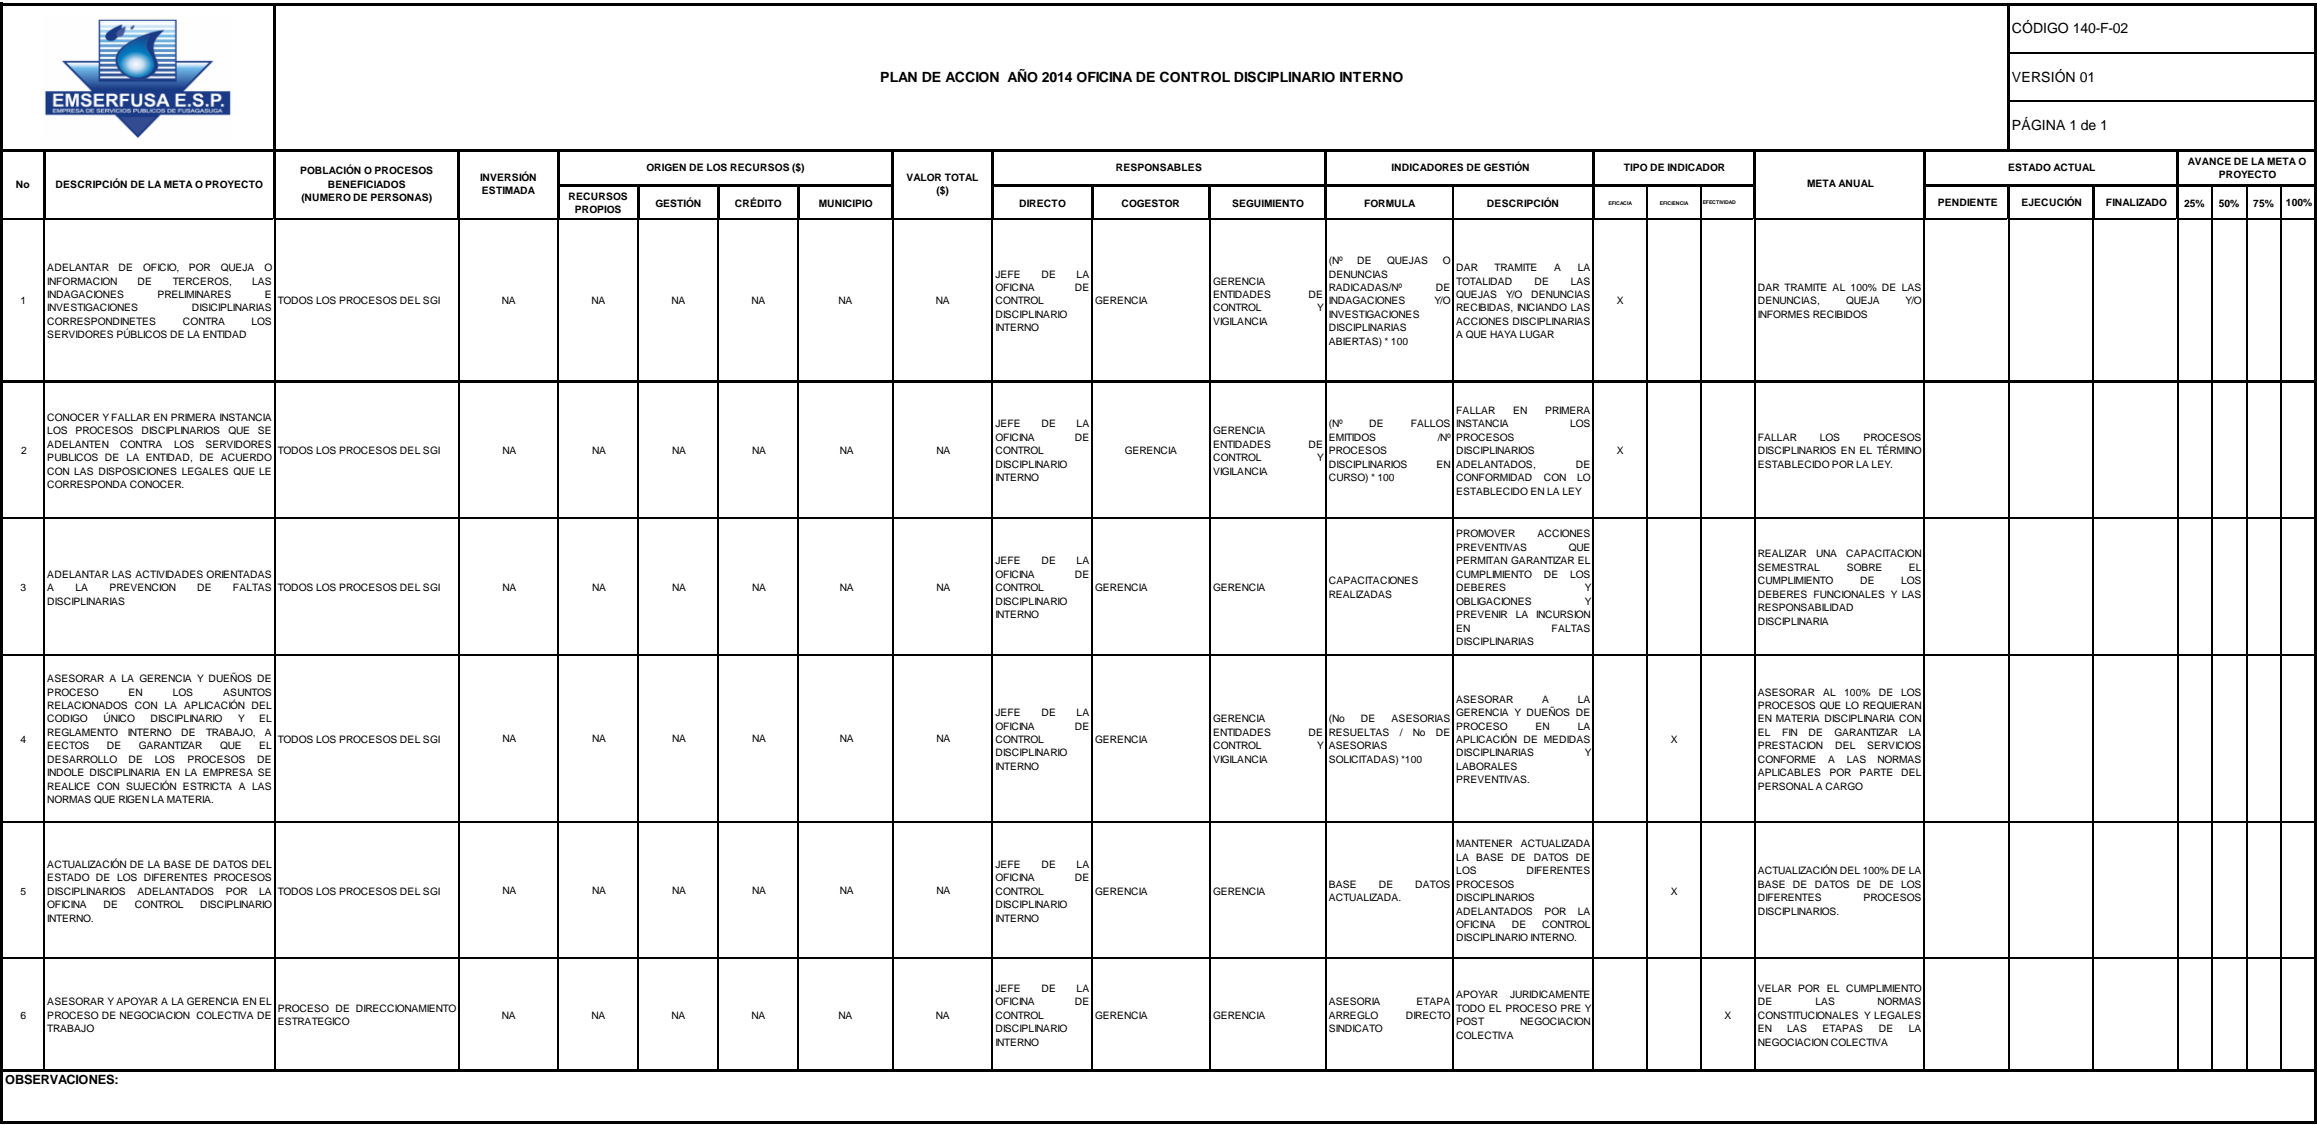 EMSERFUSA E.S.P.
EMPRESA DE SERVICIOS PUBLICOS DE FUSAGASUGA
PLAN DE ACCION AÑO 2014 OFICINA DE CONTROL DISCIPLINARIO INTERNO
CÓDIGO 140-F-02
VERSIÓN 01
PÁGINA 1 de 1
No
DESCRIPCIÓN DE LA META O PROYECTO
POBLACIÓN O PROCESOS
BENEFICIADOS
(NUMERO DE PERSONAS)
INVERSIÓN
ESTIMADA
ORIGEN DE LOS RECURSOS ($)
RECURSOS
PROPIOS
GESTIÓN
CRÉDITO
MUNICIPIO
VALOR TOTAL
($)
RESPONSABLES
DIRECTO
COGESTOR
SEGUIMIENTO
INDICADORES DE GESTIÓN
FORMULA
DESCRIPCIÓN
TIPO DE INDICADOR
EFICACIA
EFICIENCIA
EFECTIVIDAD
META ANUAL
ESTADO ACTUAL
PENDIENTE
EJECUCIÓN
FINALIZADO
AVANCE DE LA META O
PROYECTO
25%
50%
75%
100%
1
ADELANTAR DE OFICIO, POR QUEJA O
INFORMACION DE TERCEROS, LAS
INDAGACIONES PRELIMINARES E
INVESTIGACIONES DISICIPLINARIAS
CORRESPONDINETES CONTRA LOS
SERVIDORES PÚBLICOS DE LA ENTIDAD
TODOS LOS PROCESOS DEL SGI
NA
NA
NA
NA
NA
NA
JEFE DE LA
OFICINA DE
CONTROL
DISCIPLINARIO
INTERNO
GERENCIA
GERENCIA
ENTIDADES DE
CONTROL Y
VIGILANCIA
(Nº DE QUEJAS O
DENUNCIAS
RADICADAS/Nº DE
INDAGACIONES Y/O
INVESTIGACIONES
DISCIPLINARIAS
ABIERTAS) * 100
DAR TRAMITE A LA
TOTALIDAD DE LAS
QUEJAS Y/O DENUNCIAS
RECIBIDAS, INICIANDO LAS
ACCIONES DISCIPLINARIAS
A QUE HAYA LUGAR
X
DAR TRAMITE AL 100% DE LAS
DENUNCIAS, QUEJA Y/O
INFORMES RECIBIDOS
2
CONOCER Y FALLAR EN PRIMERA INSTANCIA
LOS PROCESOS DISCIPLINARIOS QUE SE
ADELANTEN CONTRA LOS SERVIDORES
PUBLICOS DE LA ENTIDAD, DE ACUERDO
CON LAS DISPOSICIONES LEGALES QUE LE
CORRESPONDA CONOCER.
TODOS LOS PROCESOS DEL SGI
NA
NA
NA
NA
NA
NA
JEFE DE LA
OFICINA DE
CONTROL
DISCIPLINARIO
INTERNO
GERENCIA
GERENCIA
ENTIDADES DE
CONTROL Y
VIGILANCIA
(Nº DE FALLOS
EMITIDOS /Nº
PROCESOS
DISCIPLINARIOS EN
CURSO) * 100
FALLAR EN PRIMERA
INSTANCIA LOS
PROCESOS
DISCIPLINARIOS
ADELANTADOS, DE
CONFORMIDAD CON LO
ESTABLECIDO EN LA LEY
X
FALLAR LOS PROCESOS
DISCIPLINARIOS EN EL TÉRMINO
ESTABLECIDO POR LA LEY.
3
ADELANTAR LAS ACTIVIDADES ORIENTADAS
A LA PREVENCION DE FALTAS
DISCIPLINARIAS
TODOS LOS PROCESOS DEL SGI
NA
NA
NA
NA
NA
NA
JEFE DE LA
OFICINA DE
CONTROL
DISCIPLINARIO
INTERNO
GERENCIA
GERENCIA
CAPACITACIONES
REALIZADAS
PROMOVER ACCIONES
PREVENTIVAS QUE
PERMITAN GARANTIZAR EL
CUMPLIMIENTO DE LOS
DEBERES Y
OBLIGACIONES Y
PREVENIR LA INCURSION
EN FALTAS
DISCIPLINARIAS
REALIZAR UNA CAPACITACION
SEMESTRAL SOBRE EL
CUMPLIMIENTO DE LOS
DEBERES FUNCIONALES Y LAS
RESPONSABILIDAD
DISCIPLINARIA
4
ASESORAR A LA GERENCIA Y DUEÑOS DE
PROCESO EN LOS ASUNTOS
RELACIONADOS CON LA APLICACIÓN DEL
CODIGO ÚNICO DISCIPLINARIO Y EL
REGLAMENTO INTERNO DE TRABAJO, A
EECTOS DE GARANTIZAR QUE EL
DESARROLLO DE LOS PROCESOS DE
INDOLE DISCIPLINARIA EN LA EMPRESA SE
REALICE CON SUJECIÓN ESTRICTA A LAS
NORMAS QUE RIGEN LA MATERIA.
TODOS LOS PROCESOS DEL SGI
NA
NA
NA
NA
NA
NA
JEFE DE LA
OFICINA DE
CONTROL
DISCIPLINARIO
INTERNO
GERENCIA
GERENCIA
ENTIDADES DE
CONTROL Y
VIGILANCIA
(No DE ASESORIAS
RESUELTAS / No DE
ASESORIAS
SOLICITADAS) *100
ASESORAR A LA
GERENCIA Y DUEÑOS DE
PROCESO EN LA
APLICACIÓN DE MEDIDAS
DISCIPLINARIAS Y
LABORALES
PREVENTIVAS.
X
ASESORAR AL 100% DE LOS
PROCESOS QUE LO REQUIERAN
EN MATERIA DISCIPLINARIA CON
EL FIN DE GARANTIZAR LA
PRESTACION DEL SERVICIOS
CONFORME A LAS NORMAS
APLICABLES POR PARTE DEL
PERSONAL A CARGO
5
ACTUALIZACIÓN DE LA BASE DE DATOS DEL
ESTADO DE LOS DIFERENTES PROCESOS
DISCIPLINARIOS ADELANTADOS POR LA
OFICINA DE CONTROL DISCIPLINARIO
INTERNO.
TODOS LOS PROCESOS DEL SGI
NA
NA
NA
NA
NA
NA
JEFE DE LA
OFICINA DE
CONTROL
DISCIPLINARIO
INTERNO
GERENCIA
GERENCIA
BASE DE DATOS
ACTUALIZADA.
MANTENER ACTUALIZADA
LA BASE DE DATOS DE
LOS DIFERENTES
PROCESOS
DISCIPLINARIOS
ADELANTADOS POR LA
OFICINA DE CONTROL
DISCIPLINARIO INTERNO.
X
ACTUALIZACIÓN DEL 100% DE LA
BASE DE DATOS DE DE LOS
DIFERENTES PROCESOS
DISCIPLINARIOS.
6
ASESORAR Y APOYAR A LA GERENCIA EN EL
PROCESO DE NEGOCIACION COLECTIVA DE
TRABAJO
PROCESO DE DIRECCIONAMIENTO
ESTRATEGICO
NA
NA
NA
NA
NA
NA
JEFE DE LA
OFICINA DE
CONTROL
DISCIPLINARIO
INTERNO
GERENCIA
GERENCIA
ASESORIA ETAPA
ARREGLO DIRECTO
SINDICATO
APOYAR JURIDICAMENTE
TODO EL PROCESO PRE Y
POST NEGOCIACION
COLECTIVA
X
VELAR POR EL CUMPLIMIENTO
DE LAS NORMAS
CONSTITUCIONALES Y LEGALES
EN LAS ETAPAS DE LA
NEGOCIACION COLECTIVA
OBSERVACIONES: